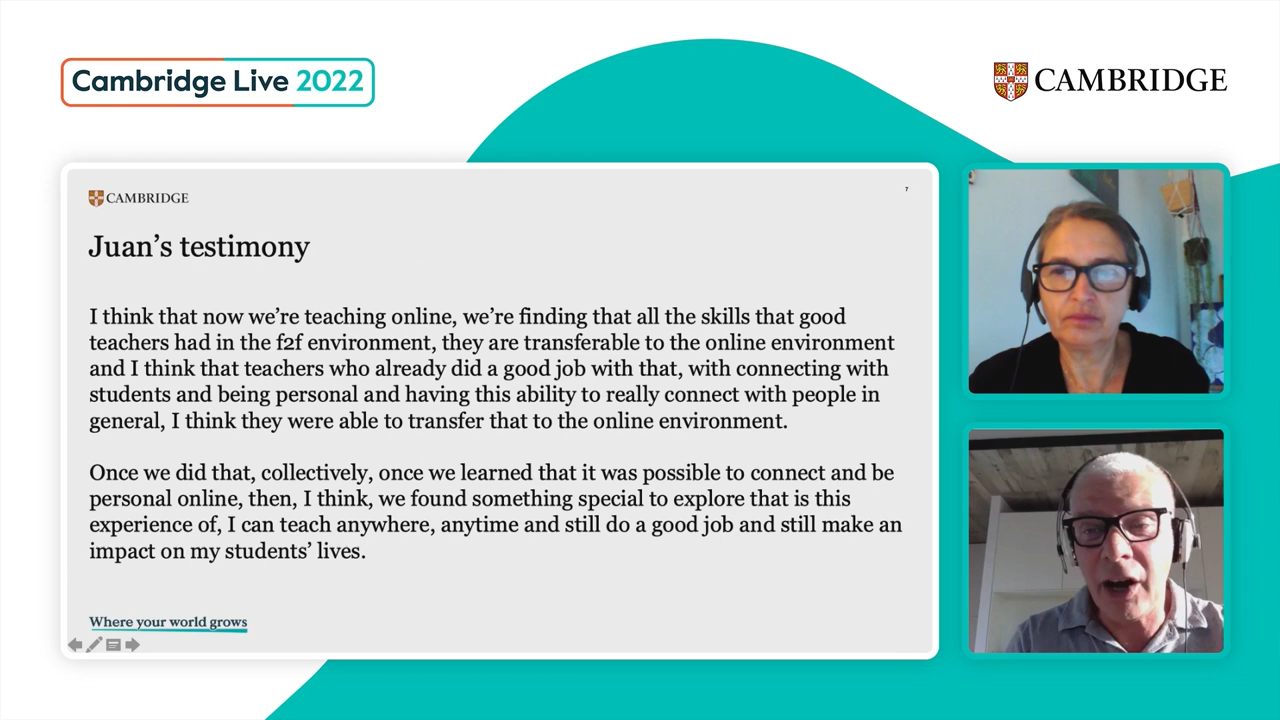 Cambridge Live 2022
CAMBRIDGE
CAMBRIDGE
7
Juan’s testimony
I think that now we’re teaching online, we’re finding that all the skills that good
teachers had in the f2f environment, they are transferable to the online environment
and I think that teachers who already did a good job with that, with connecting with
students and being personal and having this ability to really connect with people in
general, I think they were able to transfer that to the online environment.
Once we did that, collectively, once we learned that it was possible to connect and be
personal online, then, I think, we found something special to explore that is this
experience of, I can teach anywhere, anytime and still do a good job and still make an
impact on my students’ lives.
Where your world grows